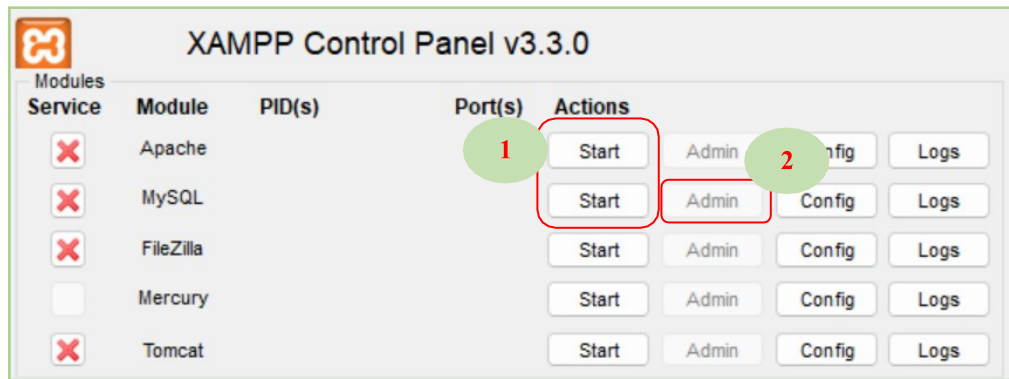 XAMPP Control Panel v3.3.0
Modules
Service Module PID(s) Port(s) Actions
Apache 1 Start Admin 2 nfig Logs
MySQL Start Admin Config Logs
FileZilla Start Admin Config Logs
Mercury Start Admin Config Logs
Tomcat Start Admin Config Logs